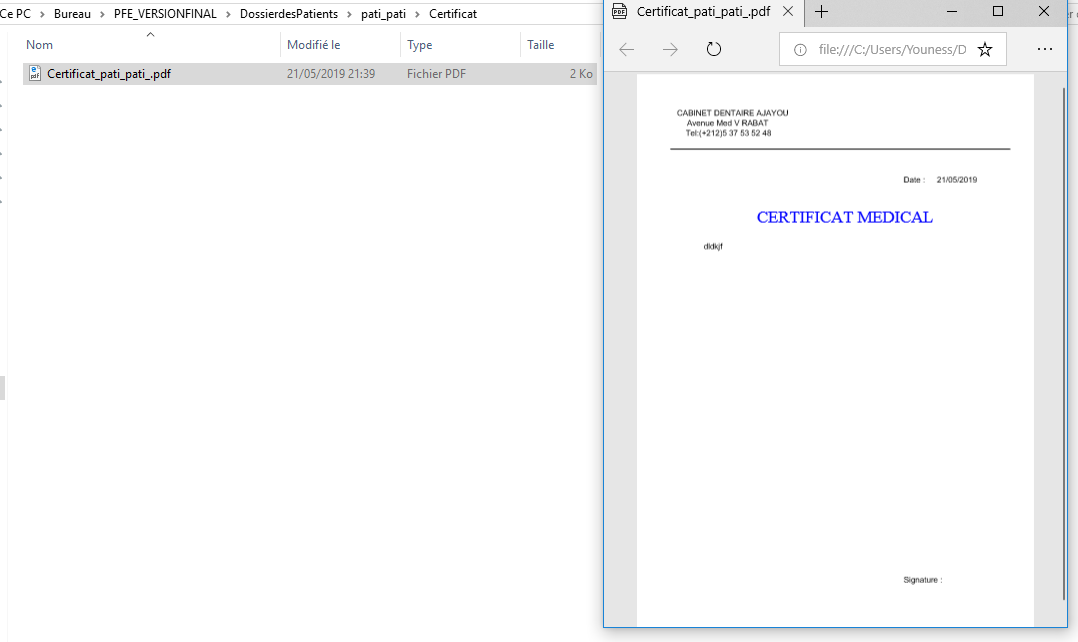 Ce PC > Bureau > PFE_VERSIONFINAL > DossierdesPatients > pati_pati > Certificat
Nom Modifié le Type Taille
Certificat_pati_pati_.pdf 21/05/2019 21:39 Fichier PDF 2 Ko
Certificat_pati_pati_.pdf
file:///C:/Users/Youness/D
CABINET DENTAIRE AJAYOU
Avenue Med V RABAT
Tel:(+212)5 37 53 52 48
Date : 21/05/2019
CERTIFICAT MEDICAL
dldkjf
Signature :